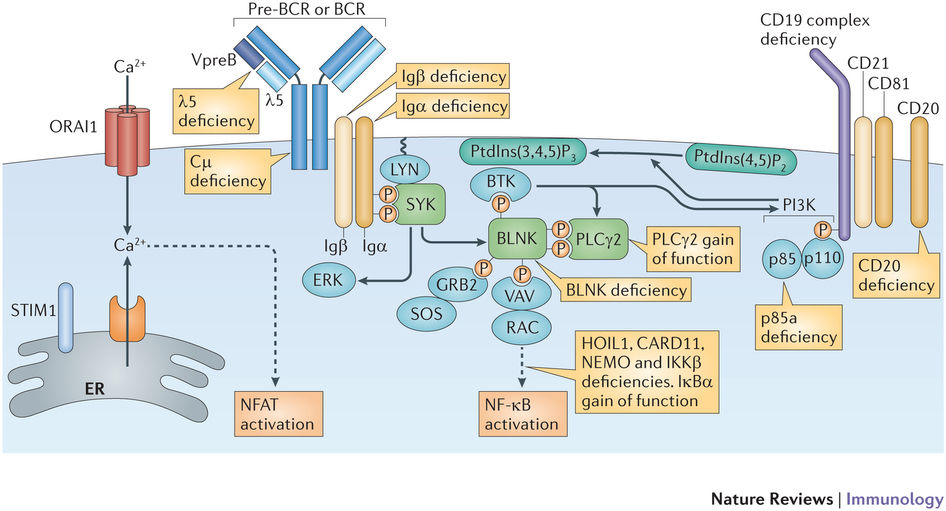 Pre-BCR or BCR
CD19 complex
deficiency
VpreB
Ca²⁺
λ5
λ5
deficiency
Igβ deficiency
Igα deficiency
CD21
CD81
CD20
ORAI1
Cμ
deficiency
LYN
SYK
P
P
Igβ
Igα
PtdIns(3,4,5)P₃
PtdIns(4,5)P₂
BTK
P
PI3K
P
p85
p110
BLNK
P
P
PLCγ2
PLCγ2 gain
of function
CD20
deficiency
Ca²⁺
ERK
P
P
GRB2
SOS
VAV
RAC
BLNK deficiency
p85a
deficiency
STIM1
ER
HOIL1, CARD11,
NEMO and IKKβ
deficiencies. IκBα
gain of function
NFAT
activation
NF-κB
activation
Nature Reviews | Immunology